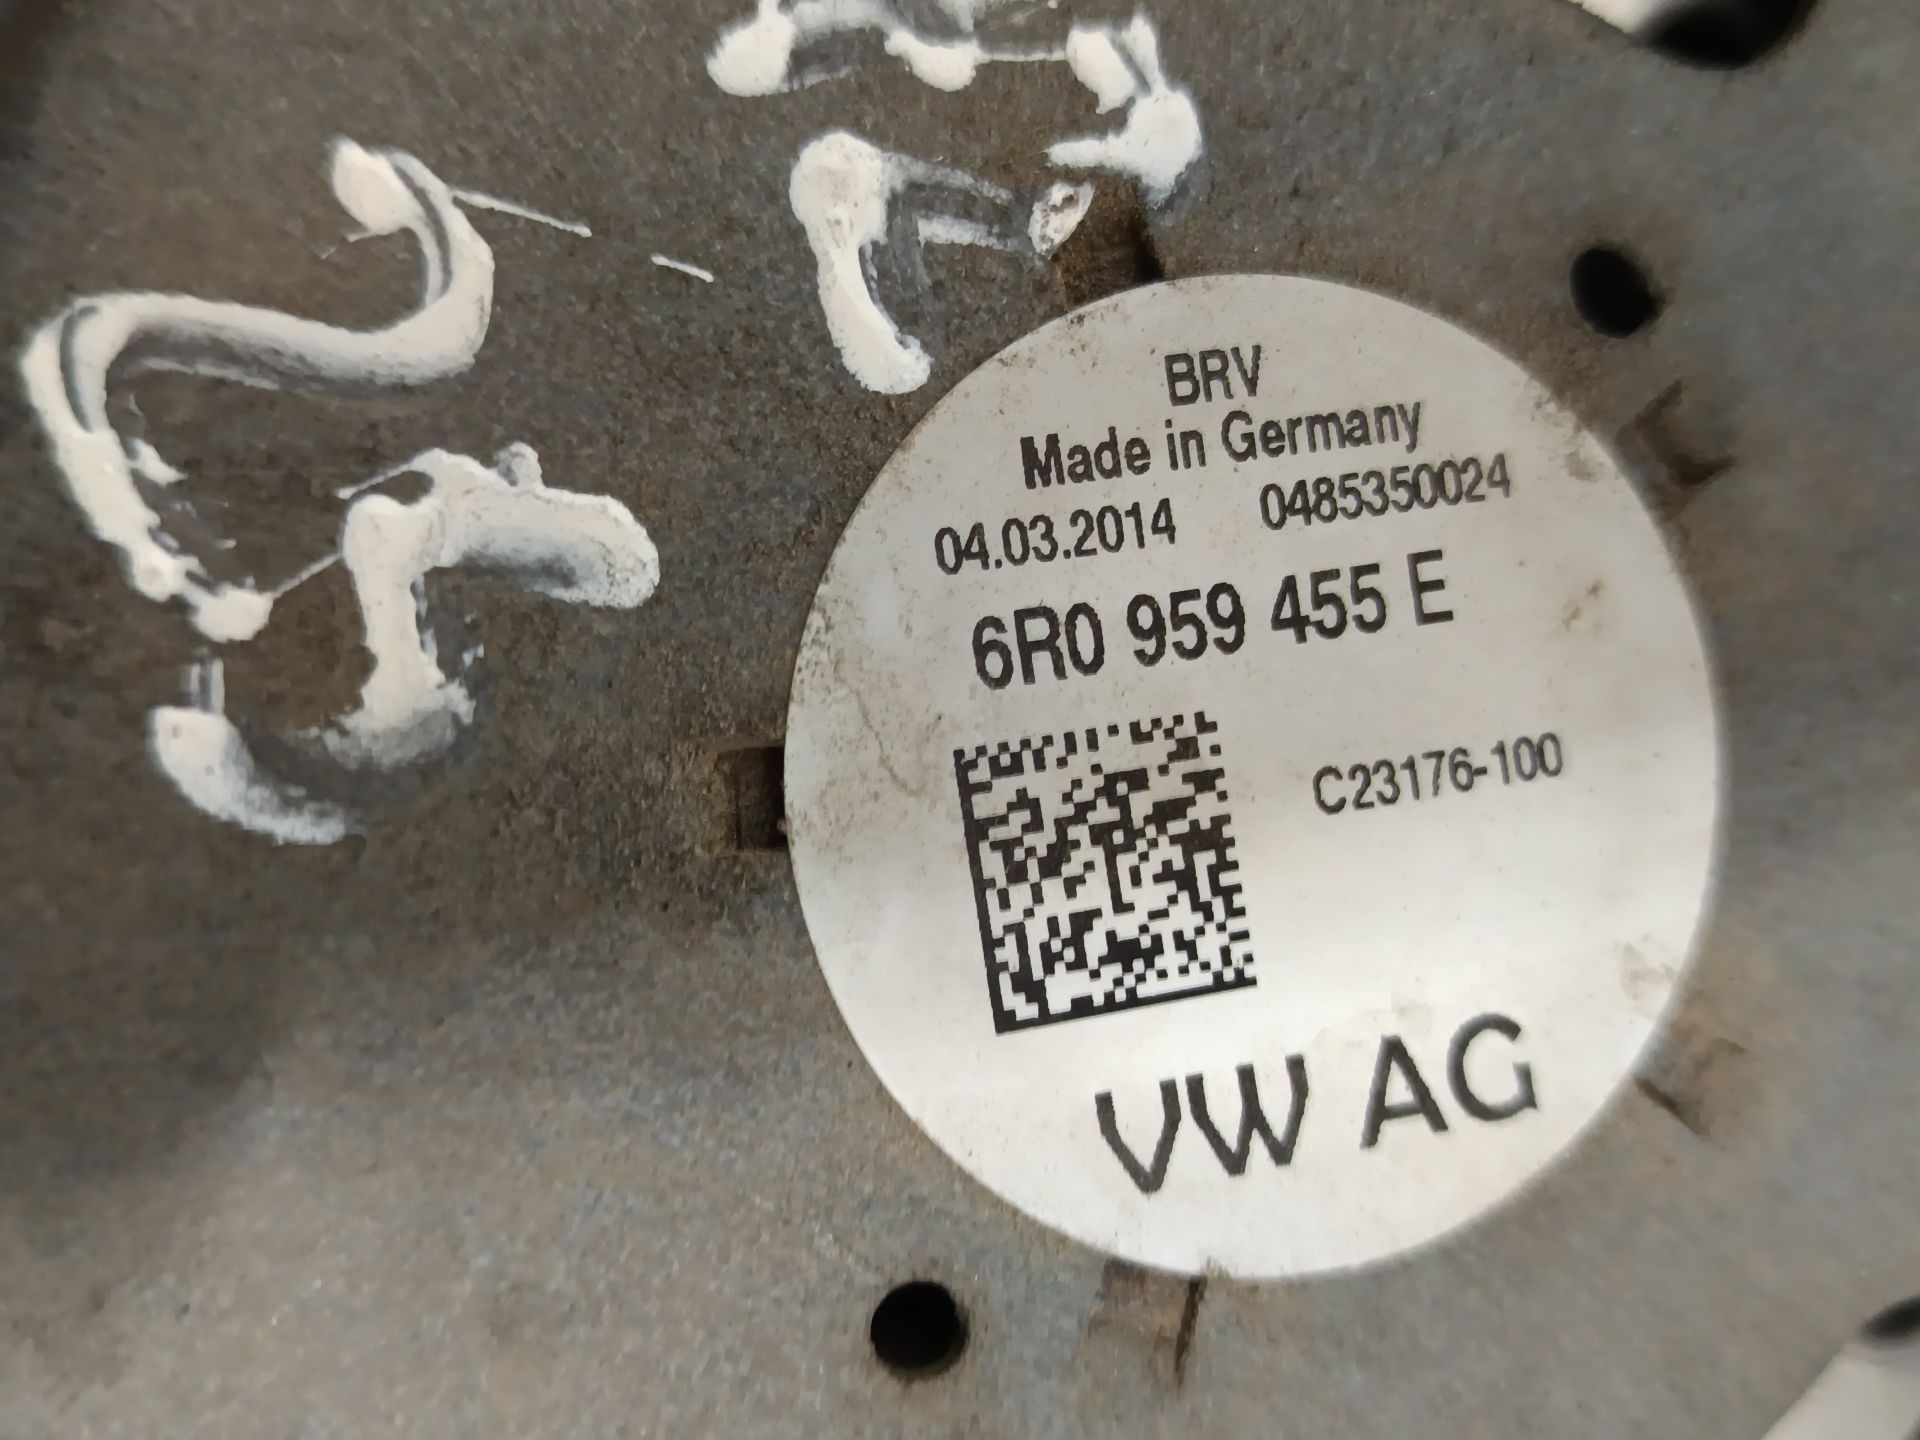 BRV
Made in Germany
04.03.2014 0485350024
6R0 959 455 E
C23176-100
VW AG